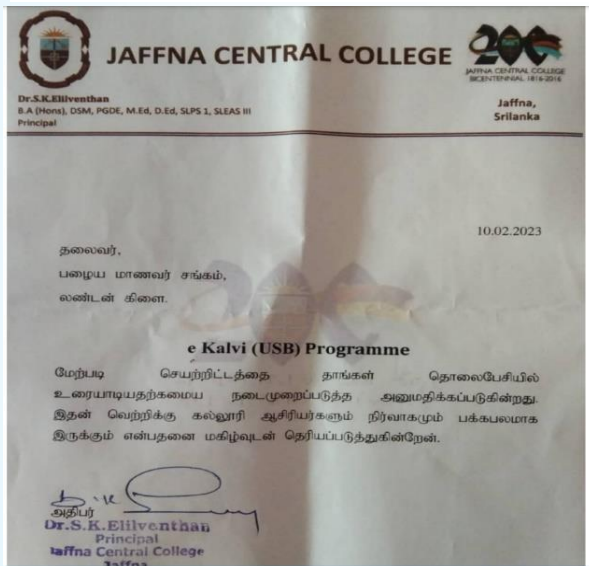 JAFFNA CENTRAL COLLEGE
200
JAFFNA CENTRAL COLLEGE
BICENTENNIAL 1816-2016
Dr.S.K.Elilventhan
B.A (Hons), DSM, PGDE, M.Ed, D.Ed, SLPS 1, SLEAS III
Principal
Jaffna,
Srilanka
10.02.2023
தலைவர்,
பழைய மாணவர் சங்கம்,
லண்டன் கிளை.
e Kalvi (USB) Programme
மேற்படி செயற்றிட்டத்தை தாங்கள் தொலைபேசியில்
உரையாடியதற்கமைய நடைமுறைப்படுத்த அனுமதிக்கப்படுகின்றது.
இதன் வெற்றிக்கு கல்லூரி ஆசிரியர்களும் நிர்வாகமும் பக்கபலமாக
இருக்கும் என்பதனை மகிழ்வுடன் தெரியப்படுத்துகின்றேன்.
அதிபர்
Dr.S.K.Elilventhan
Principal
Jaffna Central College
Jaffna